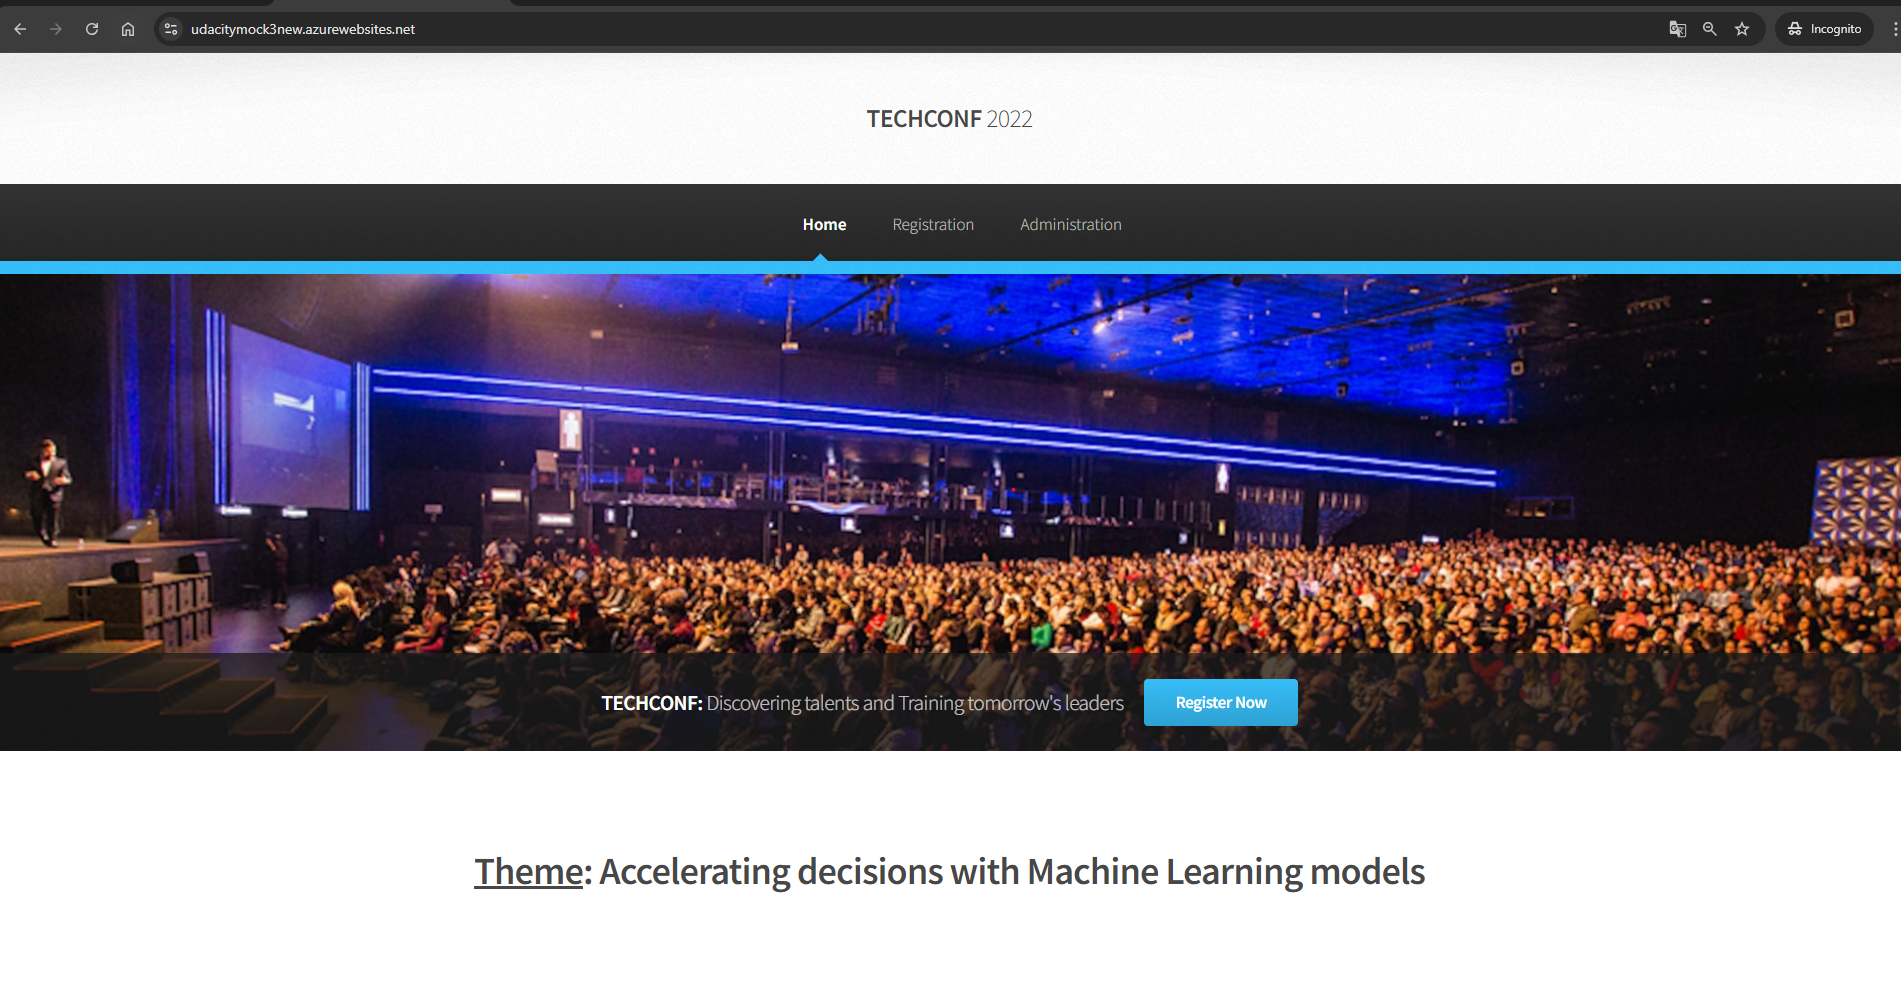 udacitymock3new.azurewebsites.net
Incognito
TECHCONF 2022
Home
Registration
Administration
TECHCONF: Discovering talents and Training tomorrow's leaders
Register Now
Theme: Accelerating decisions with Machine Learning models